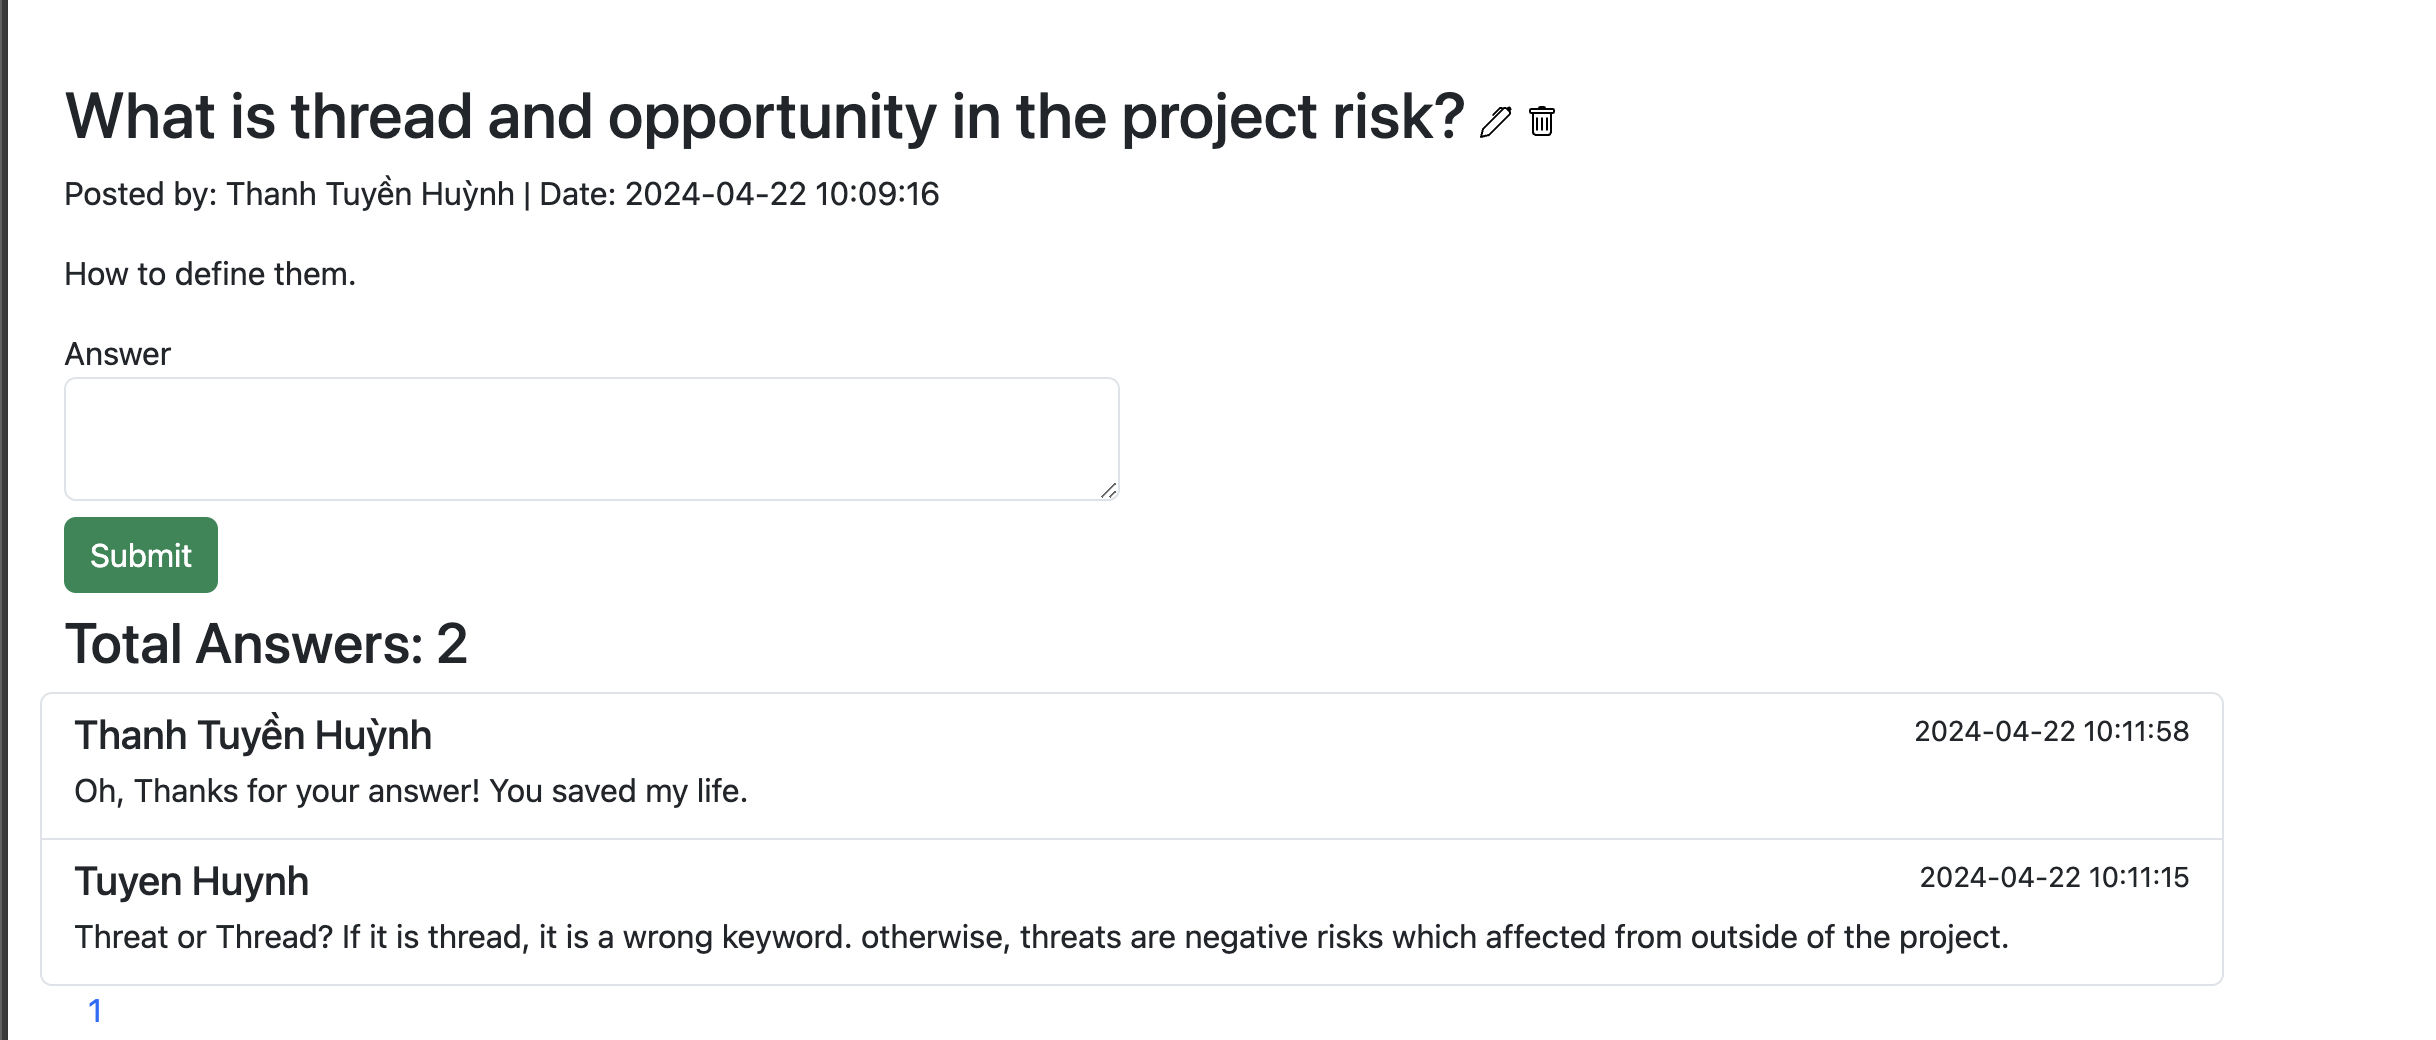 What is thread and opportunity in the project risk?
Posted by: Thanh Tuyền Huỳnh | Date: 2024-04-22 10:09:16
How to define them.
Answer
Submit
Total Answers: 2
Thanh Tuyền Huỳnh 2024-04-22 10:11:58
Oh, Thanks for your answer! You saved my life.
Tuyen Huynh 2024-04-22 10:11:15
Threat or Thread? If it is thread, it is a wrong keyword. otherwise, threats are negative risks which affected from outside of the project.
1